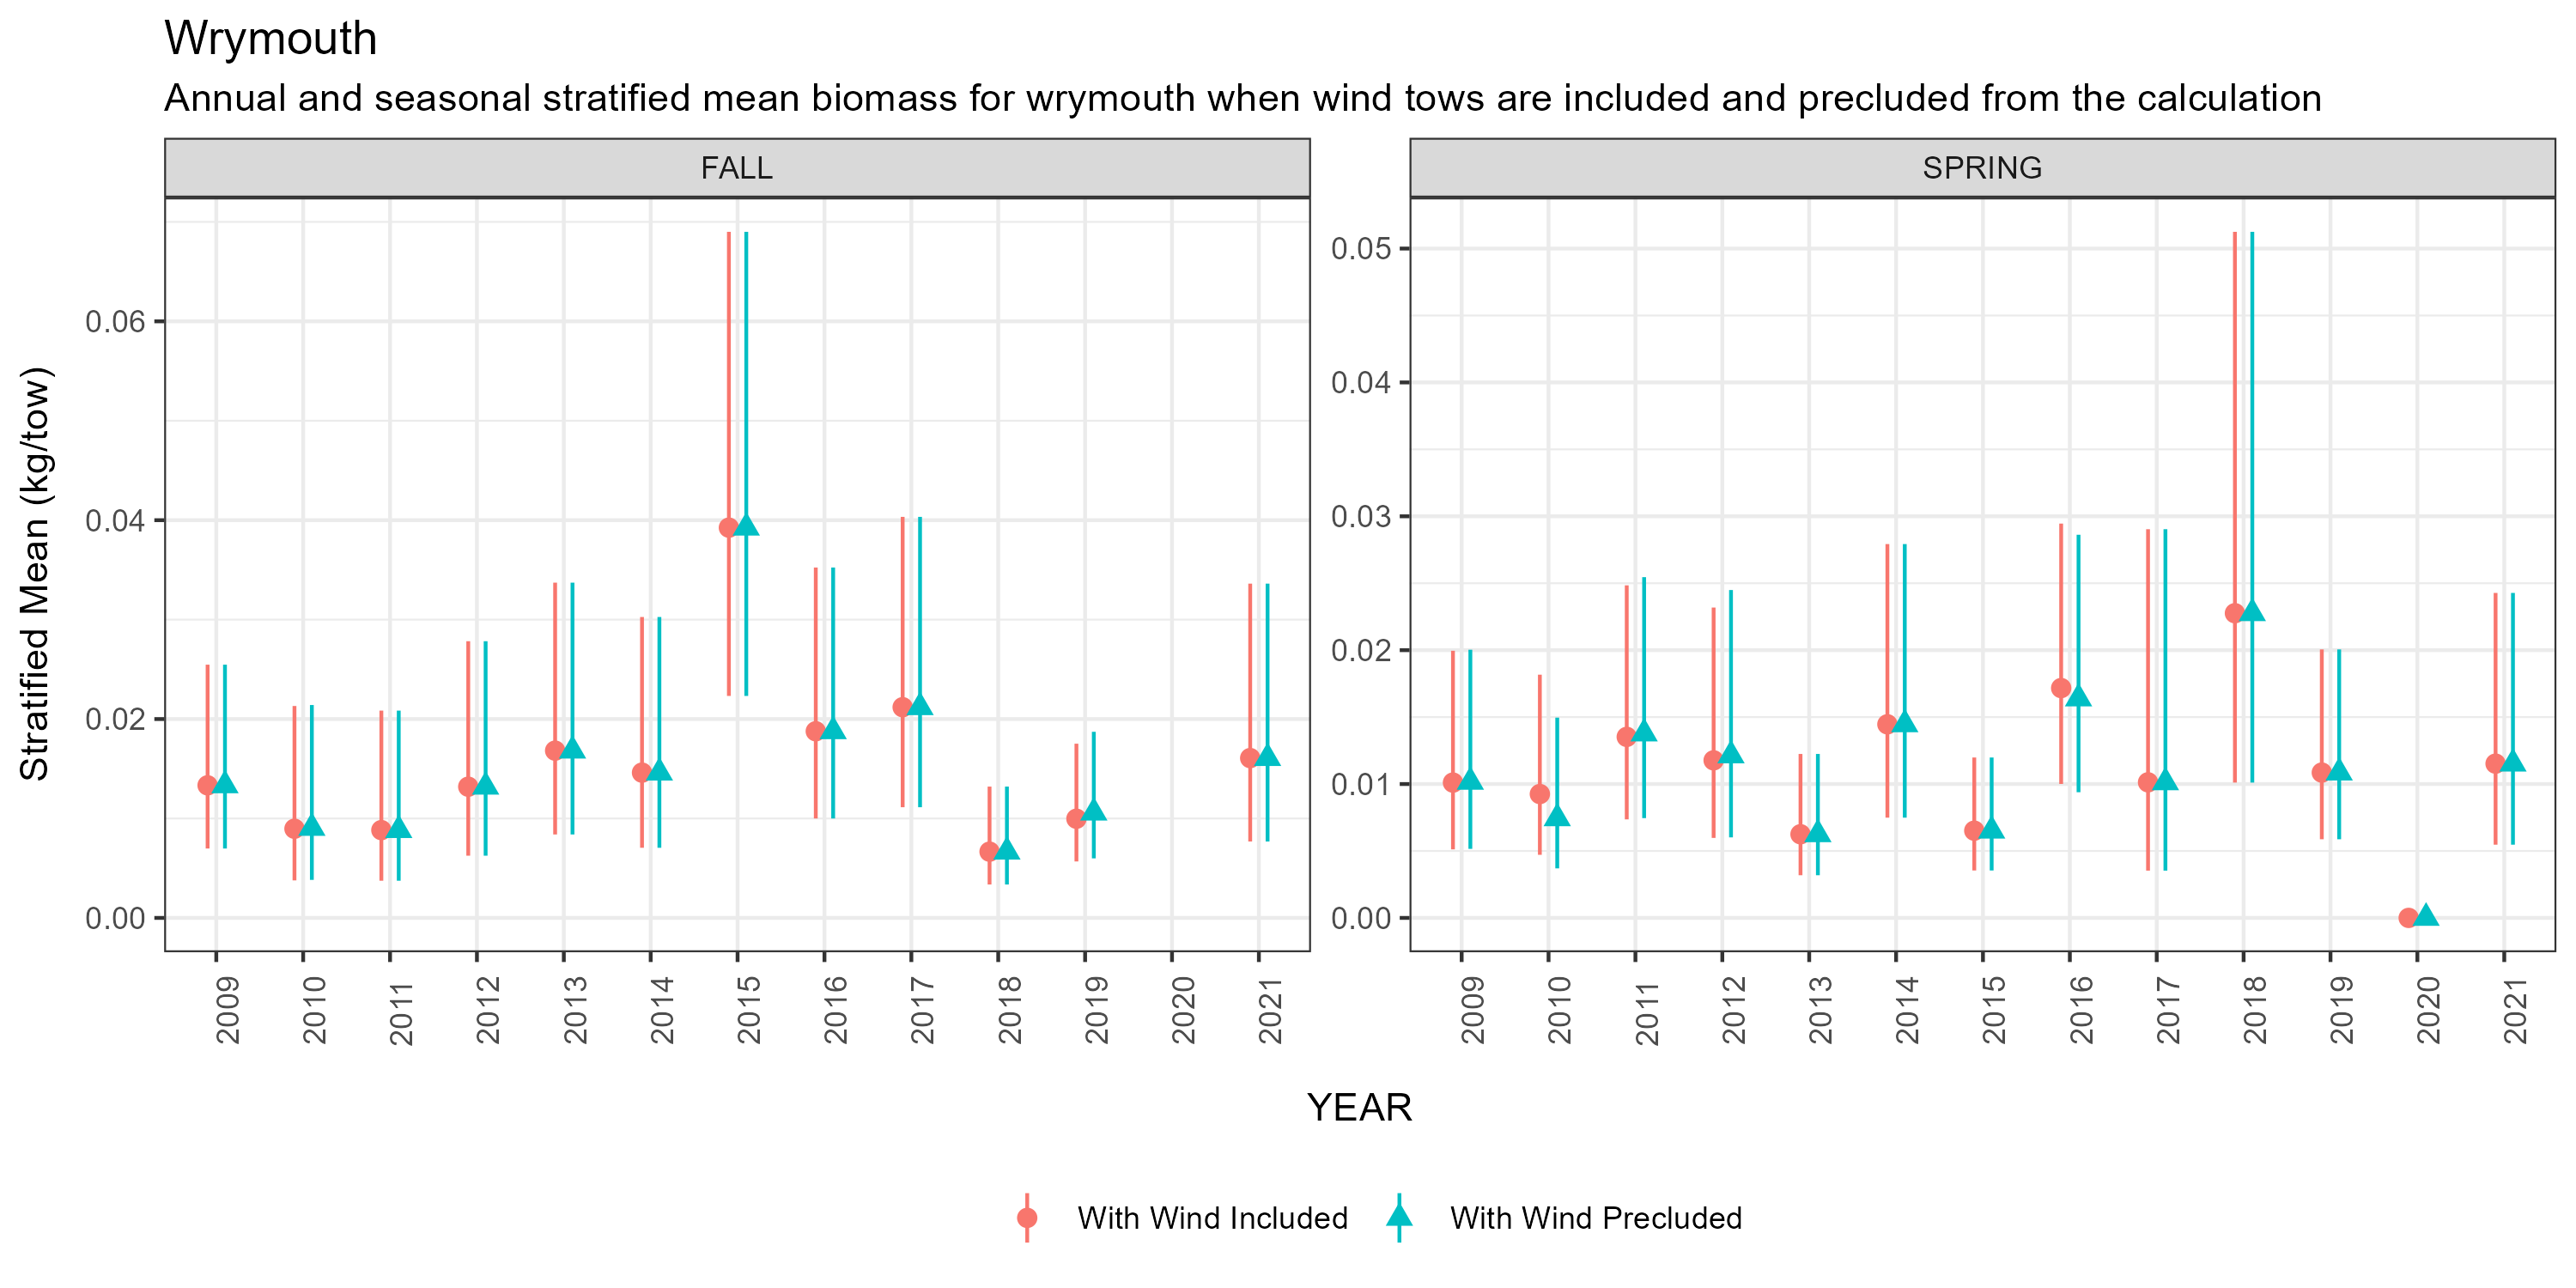 Wrymouth
Annual and seasonal stratified mean biomass for wrymouth when wind tows are included and precluded from the calculation
FALL
SPRING
Stratified Mean (kg/tow)
0.06
0.04
0.02
0.00
0.05
0.04
0.03
0.02
0.01
0.00
2009 2010 2011 2012 2013 2014 2015 2016 2017 2018 2019 2020 2021
2009 2010 2011 2012 2013 2014 2015 2016 2017 2018 2019 2020 2021
YEAR
With Wind Included
With Wind Precluded